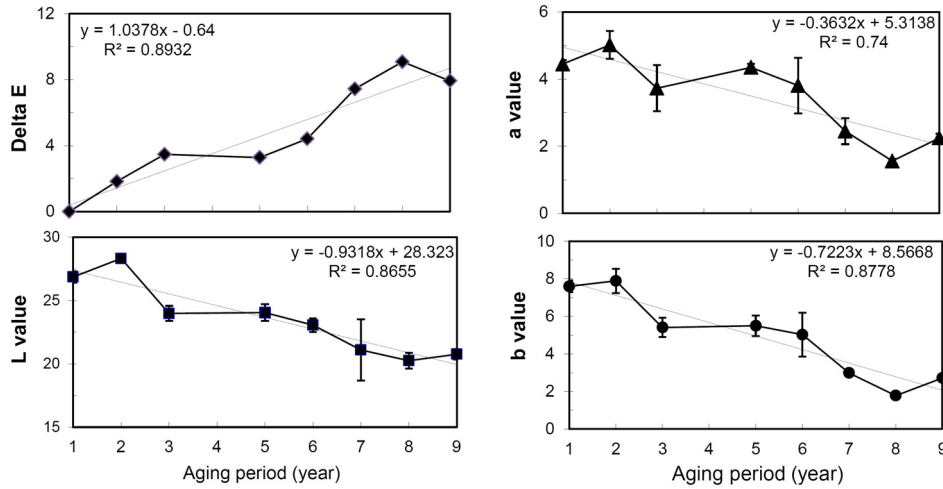 12
8
4
0
Delta E
y = 1.0378x - 0.64
R² = 0.8932
6
4
2
0
a value
y = -0.3632x + 5.3138
R² = 0.74
30
25
20
15
L value
y = -0.9318x + 28.323
R² = 0.8655
1 2 3 4 5 6 7 8 9
Aging period (year)
10
8
6
4
2
0
b value
y = -0.7223x + 8.5668
R² = 0.8778
1 2 3 4 5 6 7 8 9
Aging period (year)